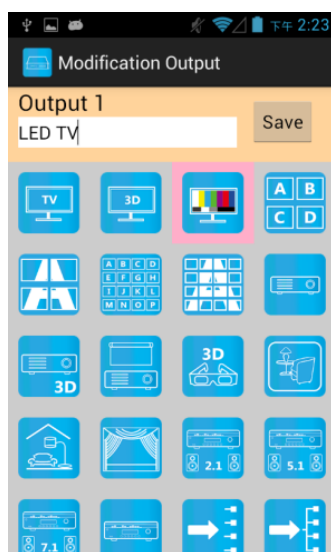 下午 2:23
Modification Output
Output 1
LED TV
Save
TV
3D
A B
C D
A B C D
E F G H
I J K L
M N O P
3D
3D
2.1
5.1
7.1